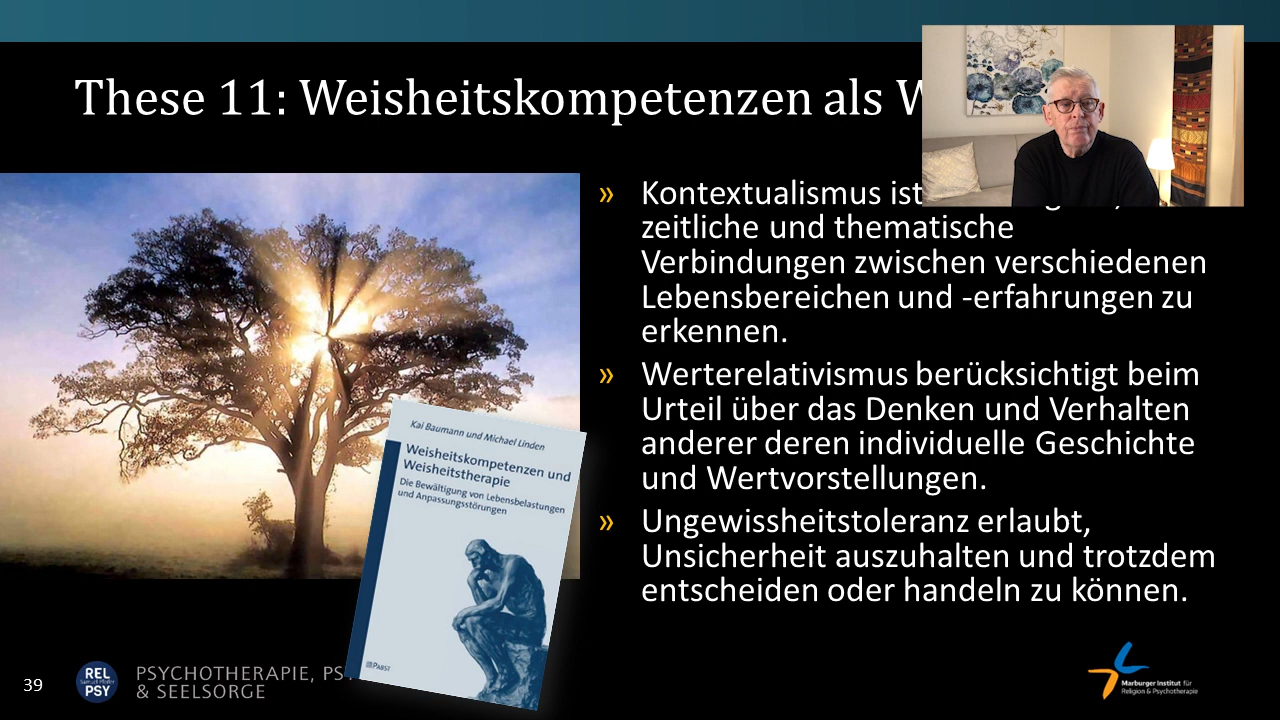 These 11: Weisheitskompetenzen als
» Kontextualismus ist
zeitliche und thematische
Verbindungen zwischen verschiedenen
Lebensbereichen und -erfahrungen zu
erkennen.
» Werterelativismus berücksichtigt beim
Urteil über das Denken und Verhalten
anderer deren individuelle Geschichte
und Wertvorstellungen.
» Ungewissheitstoleranz erlaubt,
Unsicherheit auszuhalten und trotzdem
entscheiden oder handeln zu können.
Kai Baumann und Michael Linden
Weisheitskompetenzen und
Weisheitstherapie
Die Bewältigung von Lebensbelastungen
und Anpassungsstörungen
PABST
39
REL
Samuel Pfeifer
PSY
PSYCHOTHERAPIE,
& SEELSORGE
Marburger Institut für
Religion & Psychotherapie